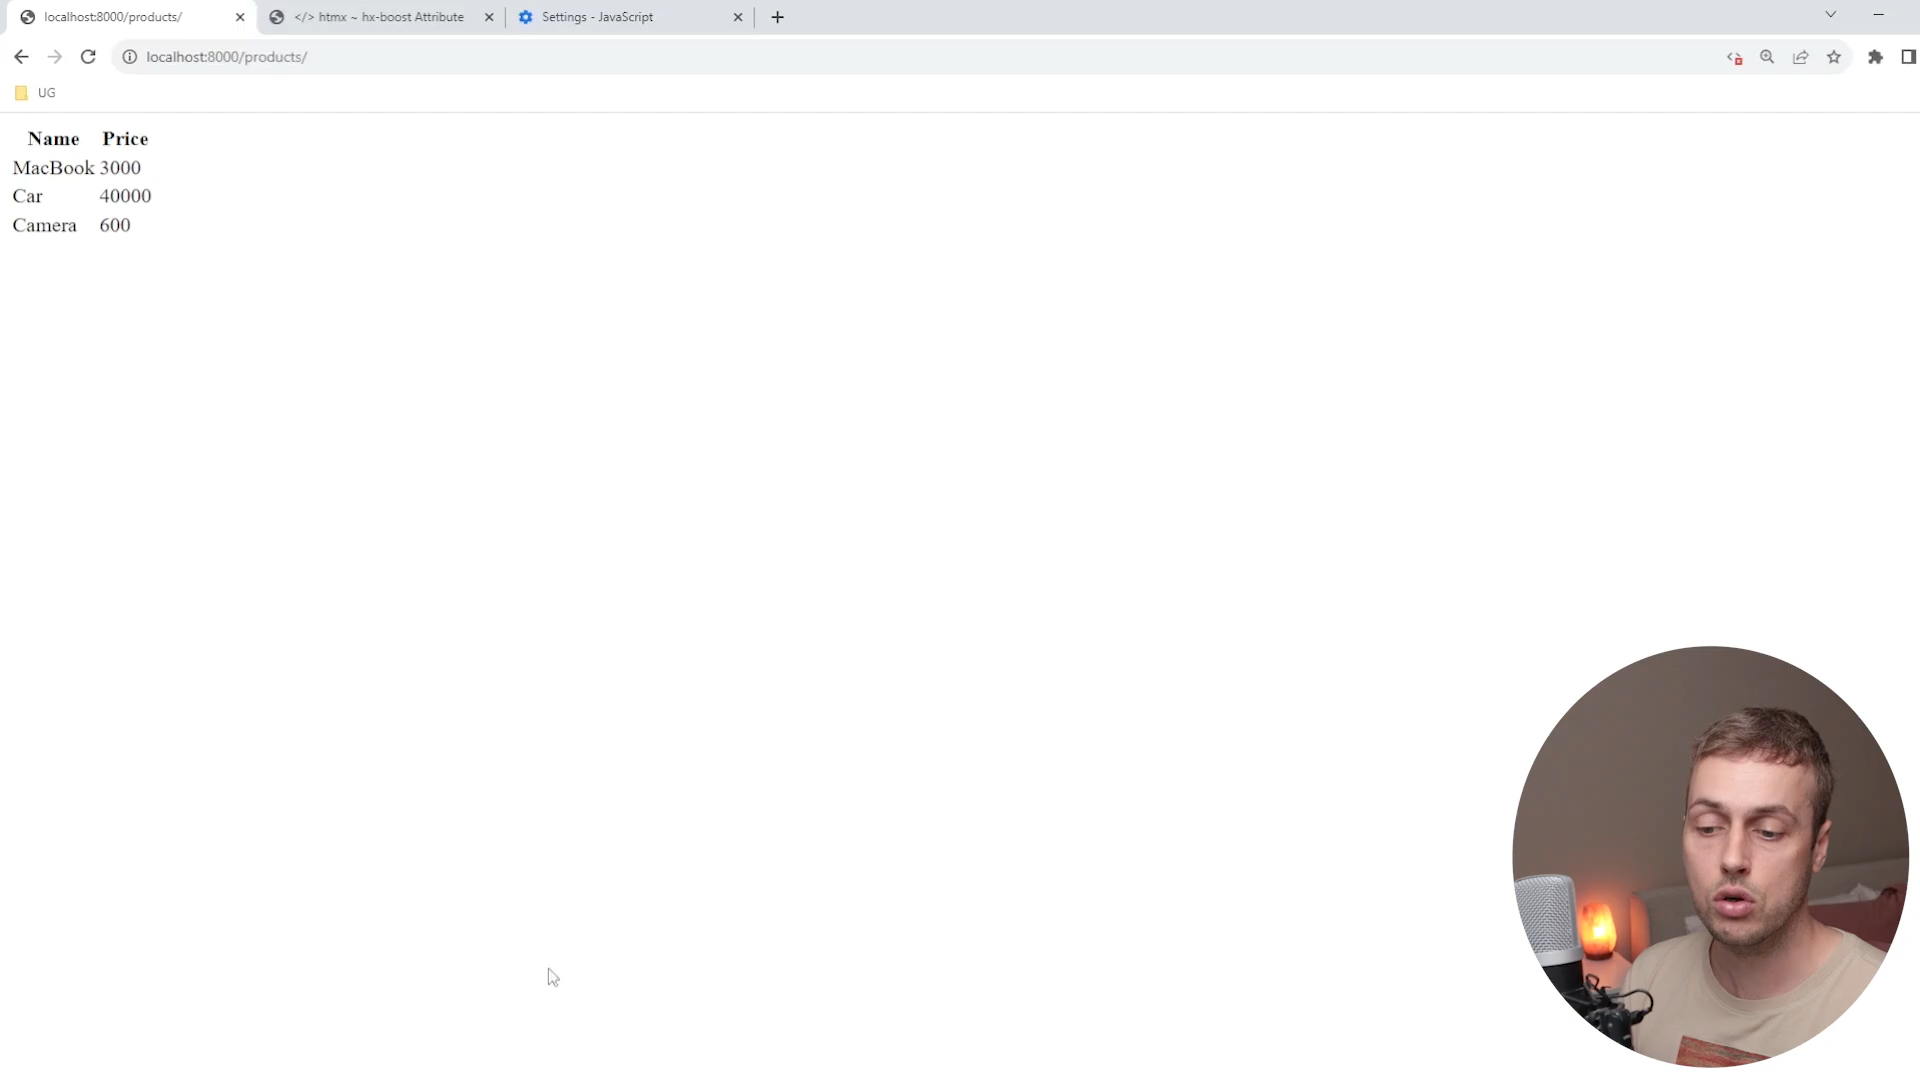 localhost:8000/products/
</> htmx ~ hx-boost Attribute
Settings - JavaScript
localhost:8000/products/
UG
Name Price
MacBook 3000
Car 40000
Camera 600